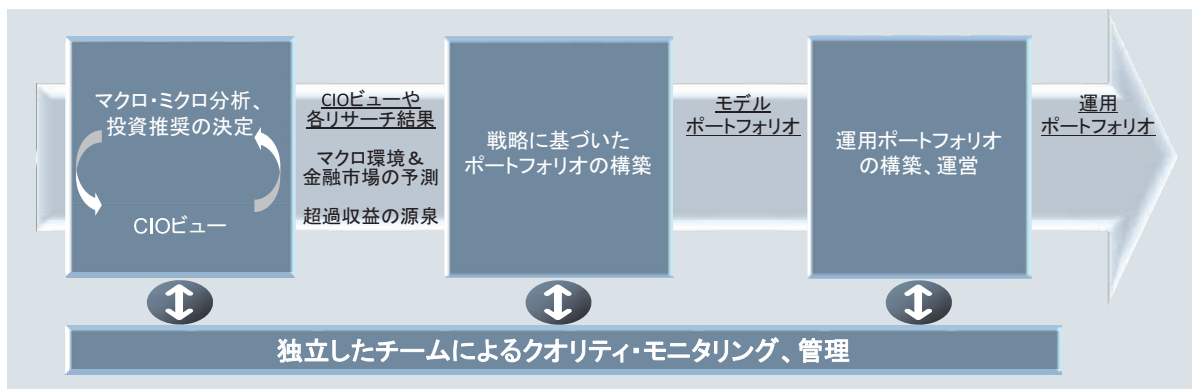 マクロ・ミクロ分析、
投資推奨の決定
CIOビュー
CIOビューや
各リサーチ結果
マクロ環境＆
金融市場の予測
超過収益の源泉
戦略に基づいた
ポートフォリオの構築
モデル
ポートフォリオ
運用ポートフォリオ
の構築、運営
運用
ポートフォリオ
独立したチームによるクオリティ・モニタリング、管理